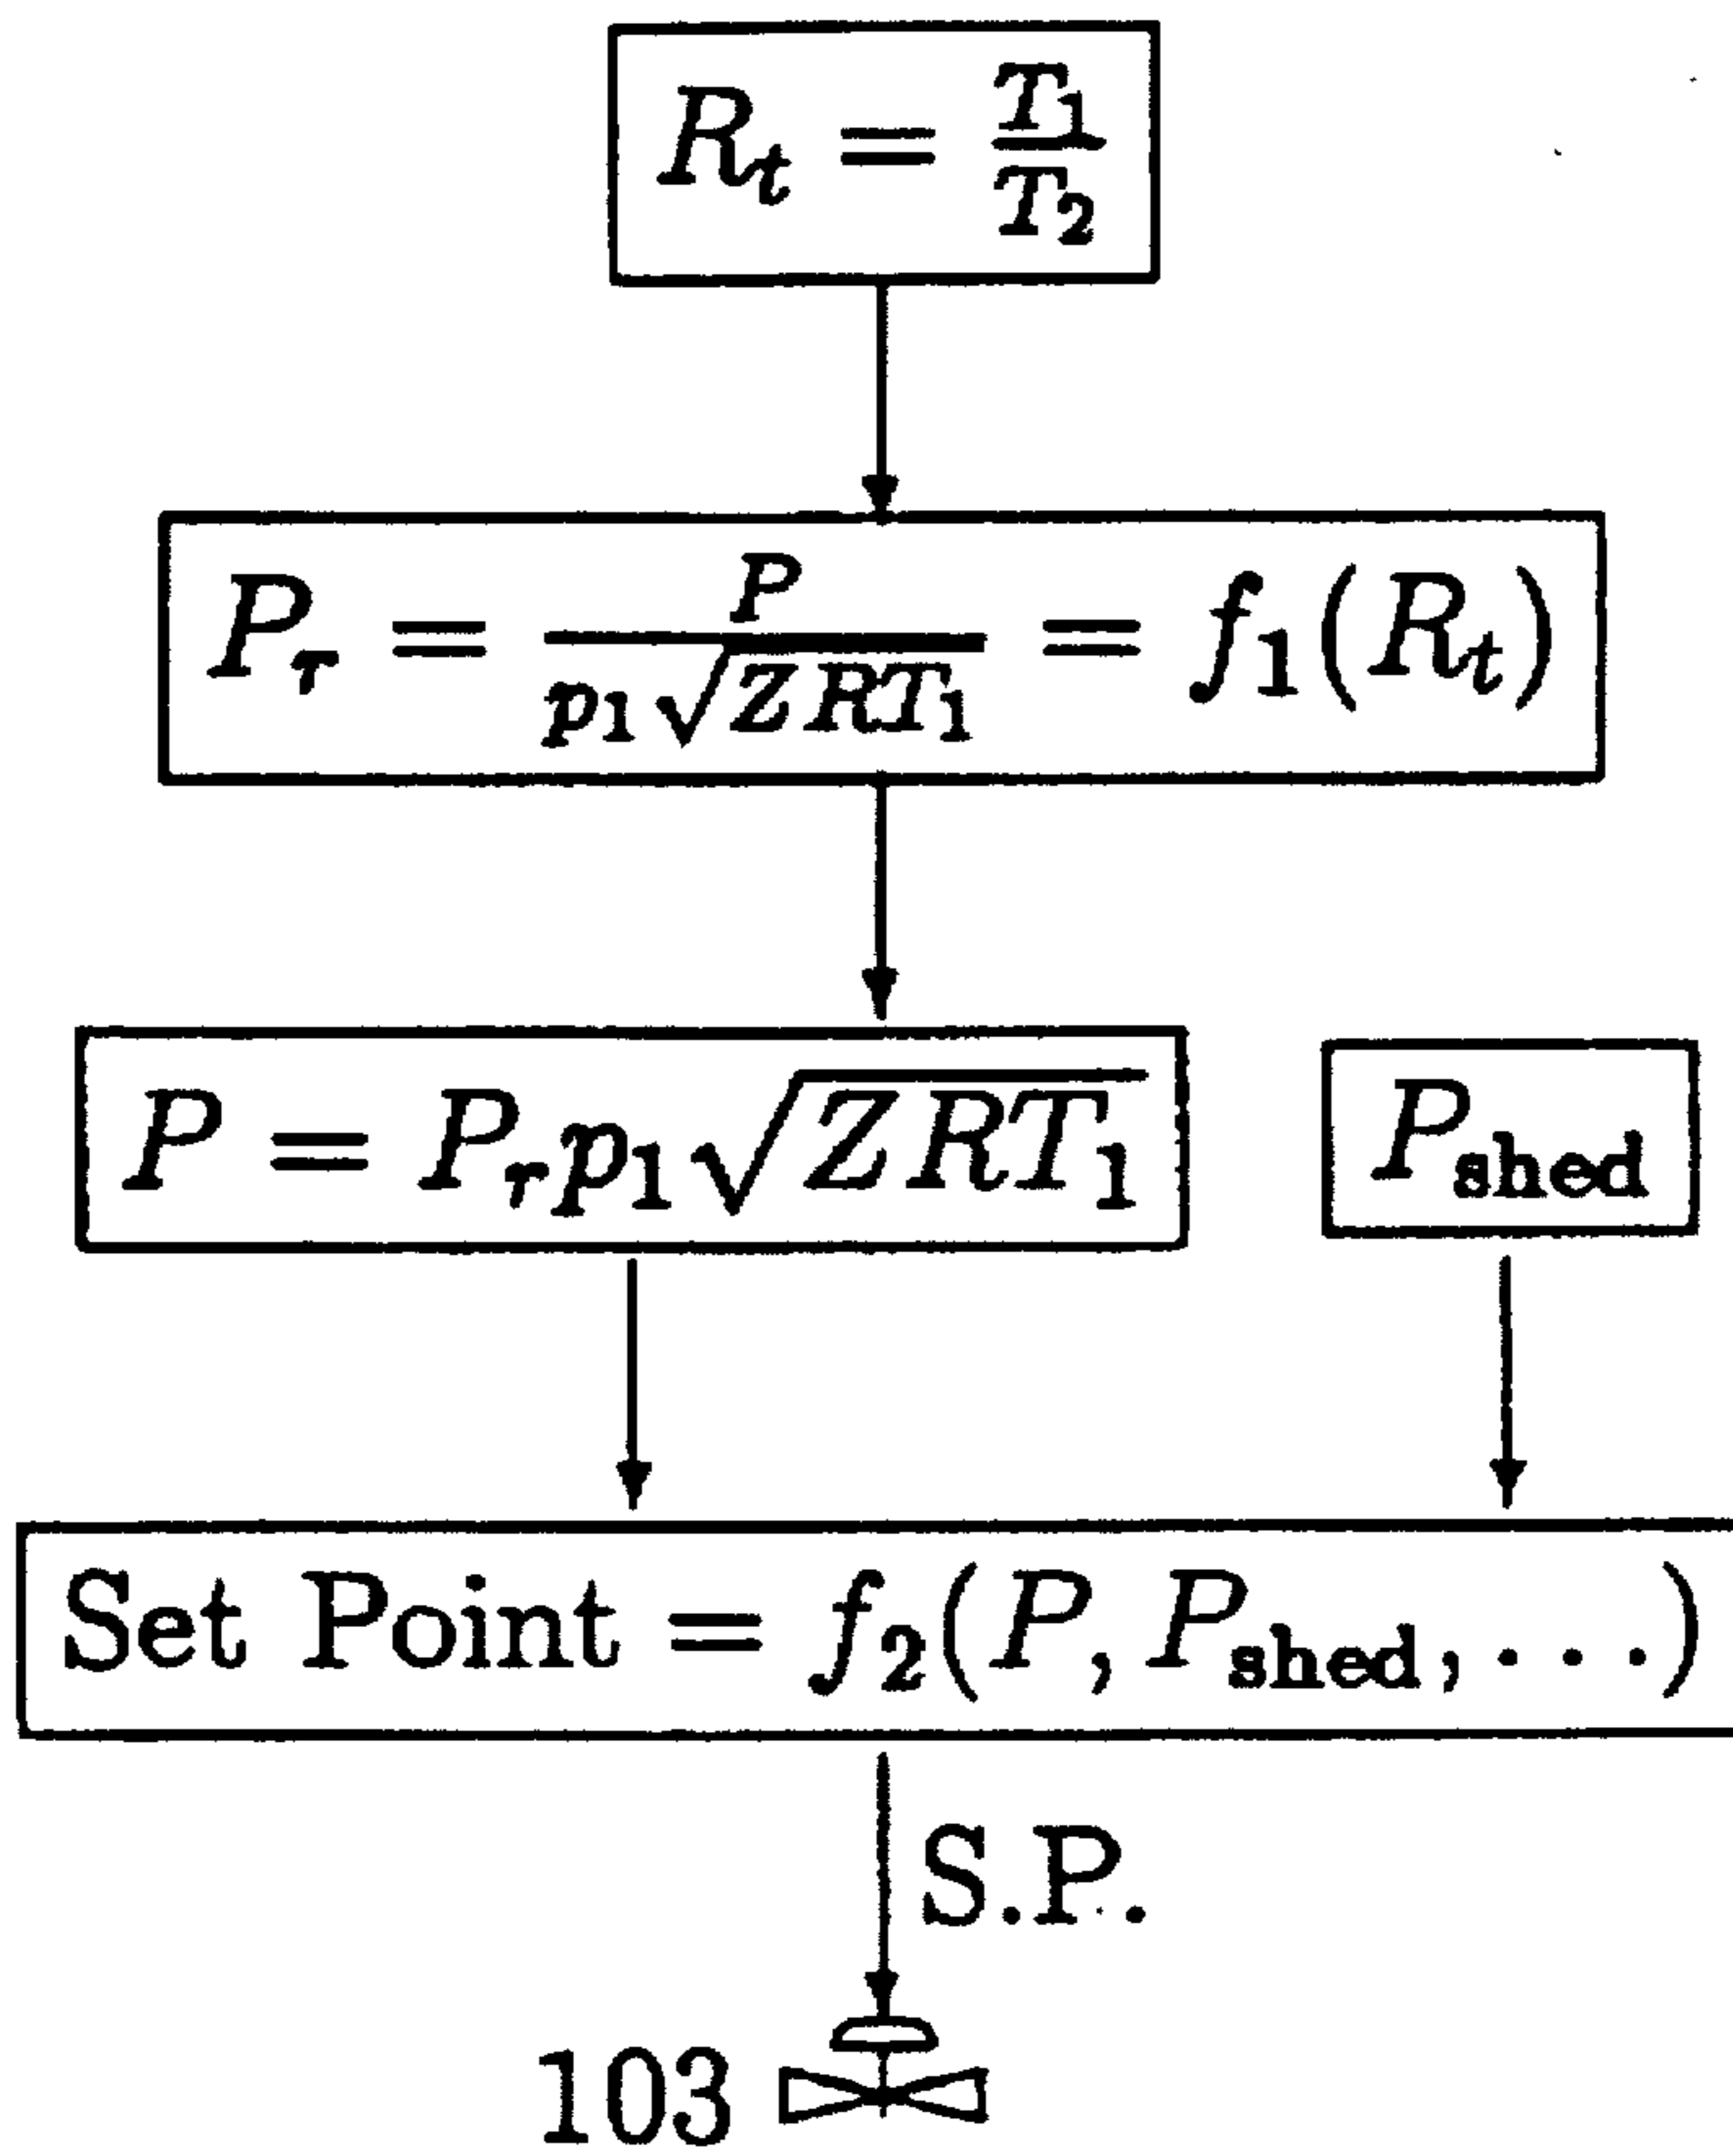 R_t = T_1/T_2
P_r = P/(p_1√ZRT_1) = f_1(R_t)
P = P_r p_1√ZRT_1
P_shed
Set Point = f_2(P, P_shed, . . .)
S.P.
103